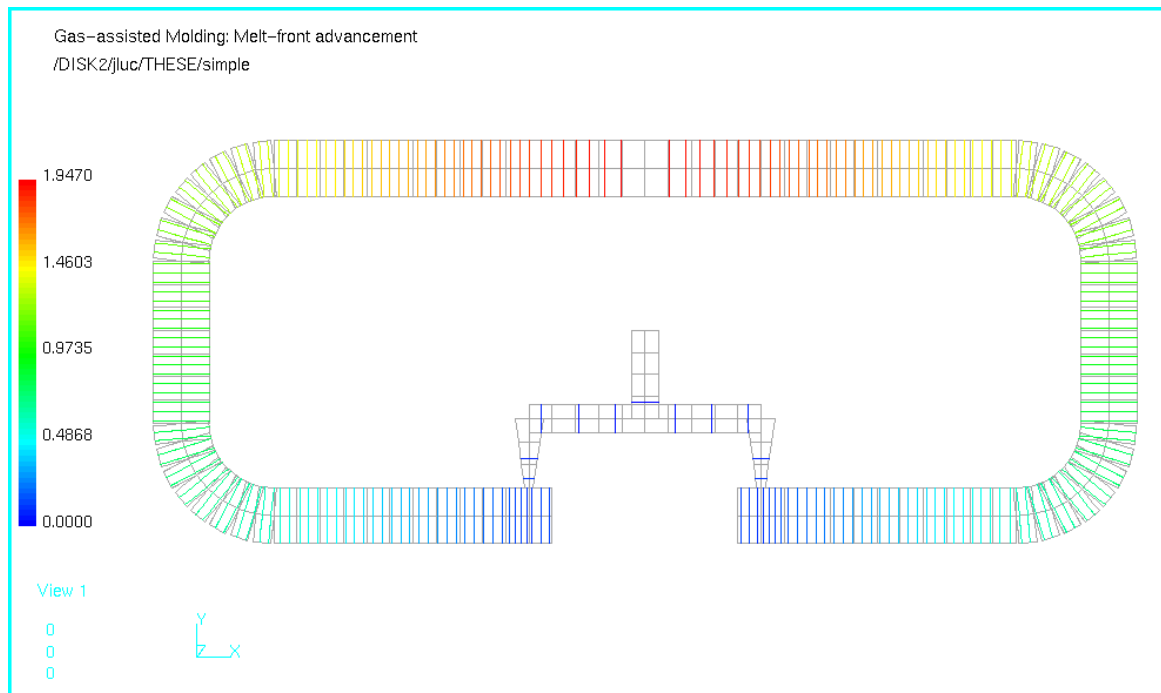 Gas-assisted Molding: Melt-front advancement
/DISK2/jluc/THESE/simple
1.9470
1.4603
0.9735
0.4868
0.0000
View 1
0
0
0
Y
Z X